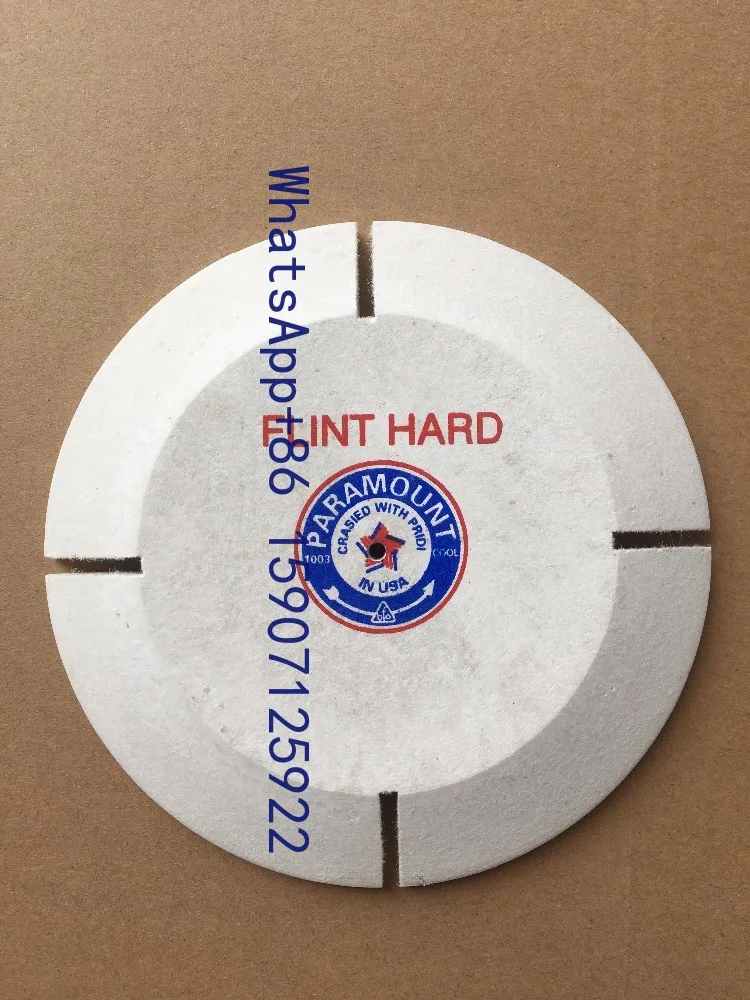 WhatsApp+86 15907125922
FLINT HARD
PARAMOUNT
CRASIED WITH PRIDI
1003
COOL
IN USA